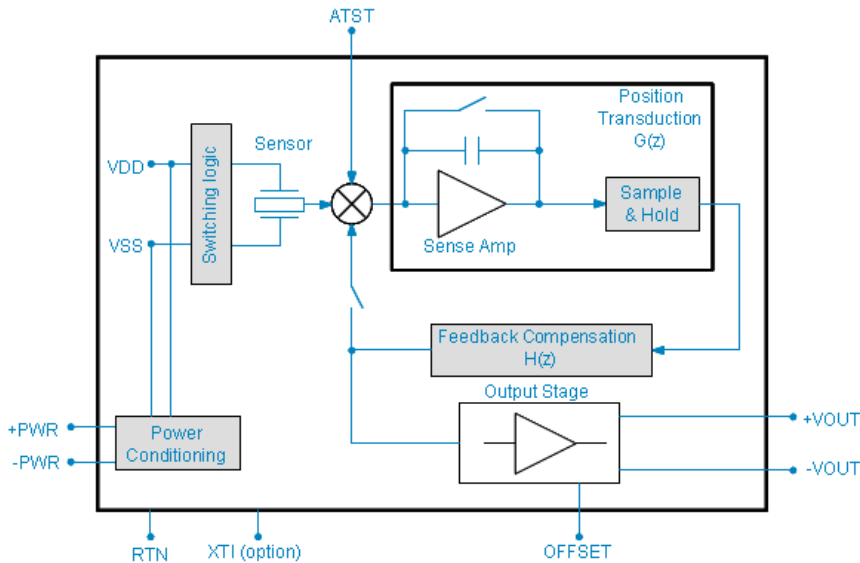 ATST
Position
Transduction
G(z)
Sensor
Switching logic
VDD
VSS
Sense Amp
Sample
& Hold
Feedback Compensation
H(z)
Output Stage
+PWR
-PWR
Power
Conditioning
+VOUT
-VOUT
RTN
XTI (option)
OFFSET